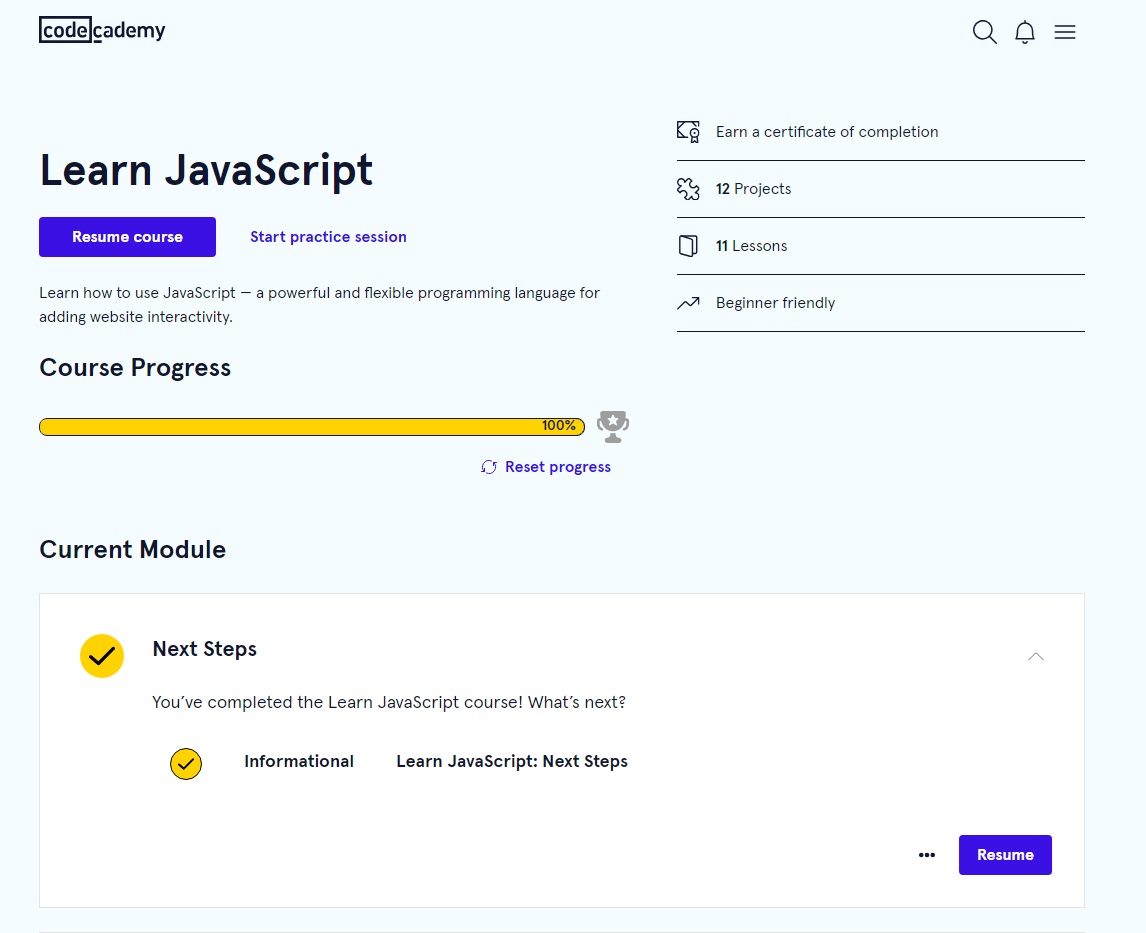 codecademy
Learn JavaScript
Resume course
Start practice session
Learn how to use JavaScript — a powerful and flexible programming language for
adding website interactivity.
Earn a certificate of completion
12 Projects
11 Lessons
Beginner friendly
Course Progress
100%
Reset progress
Current Module
Next Steps
You’ve completed the Learn JavaScript course! What’s next?
Informational
Learn JavaScript: Next Steps
Resume